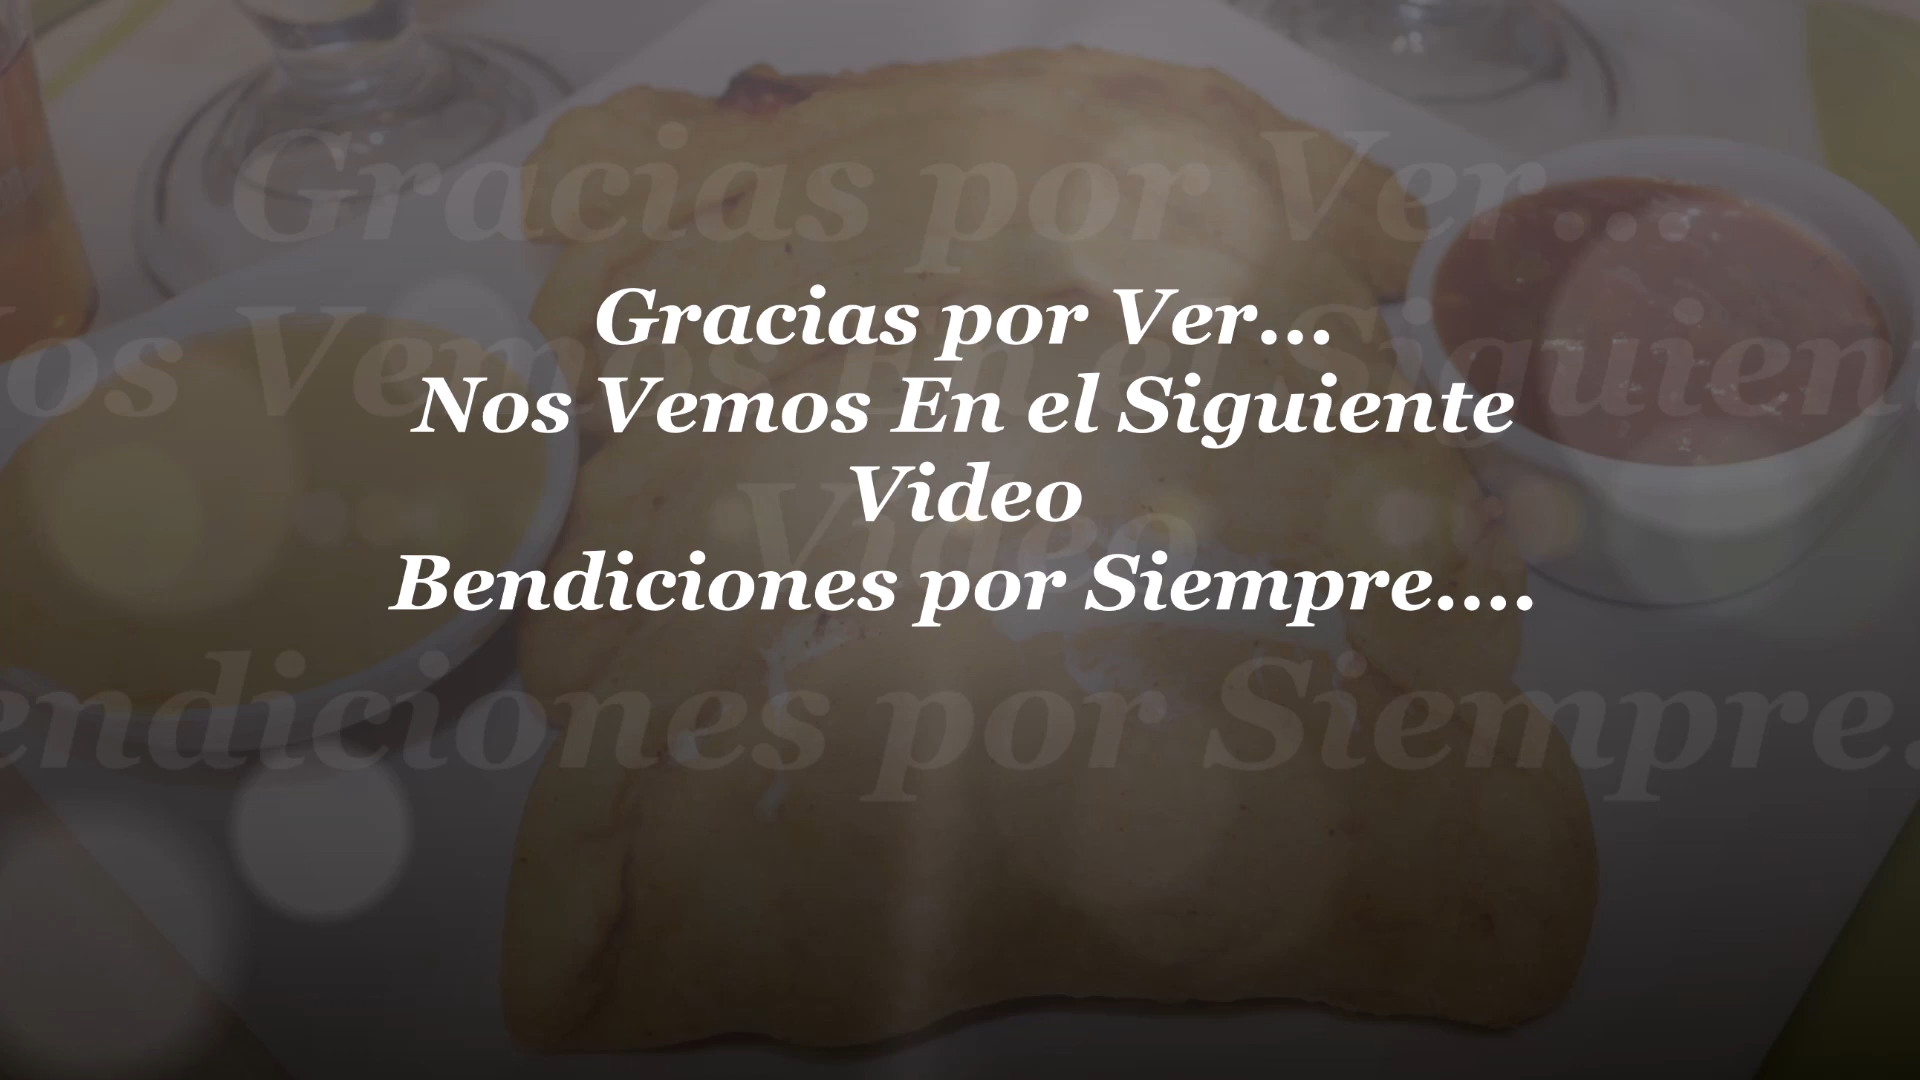 Gracias por Ver...
Nos Vemos En el Siguiente
Video
Bendiciones por Siempre....